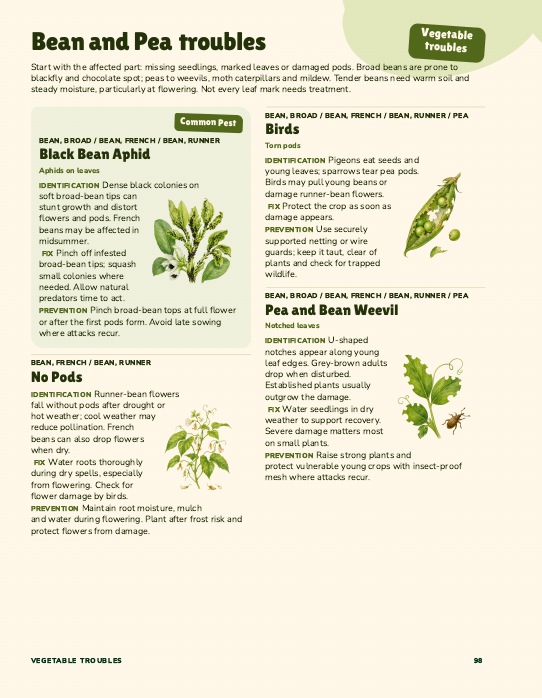 Bean and Pea troubles
Vegetable
troubles
Start with the affected part: missing seedlings, marked leaves or damaged pods. Broad beans are prone to
blackfly and chocolate spot; peas to weevils, moth caterpillars and mildew. Tender beans need warm soil and
steady moisture, particularly at flowering. Not every leaf mark needs treatment.
Common Pest
BEAN, BROAD / BEAN, FRENCH / BEAN, RUNNER
Black Bean Aphid
Aphids on leaves
IDENTIFICATION Dense black colonies on
soft broad-bean tips can
stunt growth and distort
flowers and pods. French
beans may be affected in
midsummer.
FIX Pinch off infested
broad-bean tips; squash
small colonies where
needed. Allow natural
predators time to act.
PREVENTION Pinch broad-bean tops at full flower
or after the first pods form. Avoid late sowing
where attacks recur.
BEAN, FRENCH / BEAN, RUNNER
No Pods
IDENTIFICATION Runner-bean flowers
fall without pods after drought or
hot weather; cool weather may
reduce pollination. French
beans can also drop flowers
when dry.
FIX Water roots thoroughly
during dry spells, especially
from flowering. Check for
flower damage by birds.
PREVENTION Maintain root moisture, mulch
and water during flowering. Plant after frost risk and
protect flowers from damage.
BEAN, BROAD / BEAN, FRENCH / BEAN, RUNNER / PEA
Birds
Torn pods
IDENTIFICATION Pigeons eat seeds and
young leaves; sparrows tear pea pods.
Birds may pull young beans or
damage runner-bean flowers.
FIX Protect the crop as soon as
damage appears.
PREVENTION Use securely
supported netting or wire
guards; keep it taut, clear of
plants and check for trapped
wildlife.
BEAN, BROAD / BEAN, FRENCH / BEAN, RUNNER / PEA
Pea and Bean Weevil
Notched leaves
IDENTIFICATION U-shaped
notches appear along young
leaf edges. Grey-brown adults
drop when disturbed.
Established plants usually
outgrow the damage.
FIX Water seedlings in dry
weather to support recovery.
Severe damage matters most
on small plants.
PREVENTION Raise strong plants and
protect vulnerable young crops with insect-proof
mesh where attacks recur.
VEGETABLE TROUBLES
98